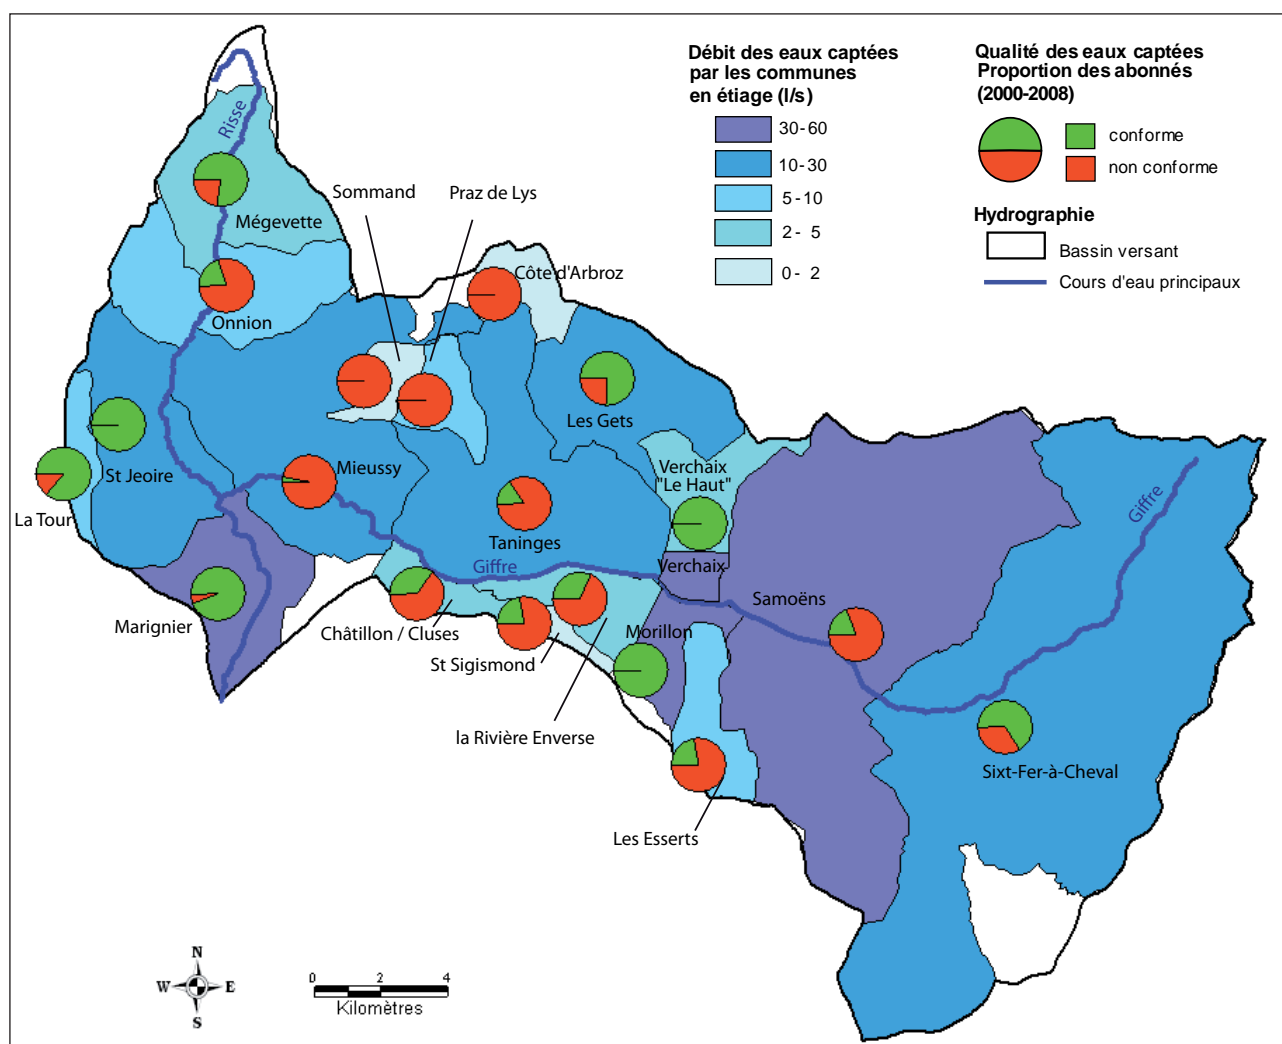 Débit des eaux captées
par les communes
en étiage (l/s)
30-60
10-30
5-10
2- 5
0- 2
Qualité des eaux captées
Proportion des abonnés
(2000-2008)
conforme
non conforme
Hydrographie
Bassin versant
Cours d'eau principaux
Risse
Mégevette
Sommand
Praz de Lys
Côte d'Arbroz
Onnion
Les Gets
St Jeoire
La Tour
Mieussy
Verchaix
"Le Haut"
Taninges
Giffre
Verchaix
Giffre
Samoëns
Marignier
Châtillon / Cluses
St Sigismond
Morillon
la Rivière Enverse
Sixt-Fer-à-Cheval
Les Esserts
N
W
E
S
0 2 4
Kilomètres